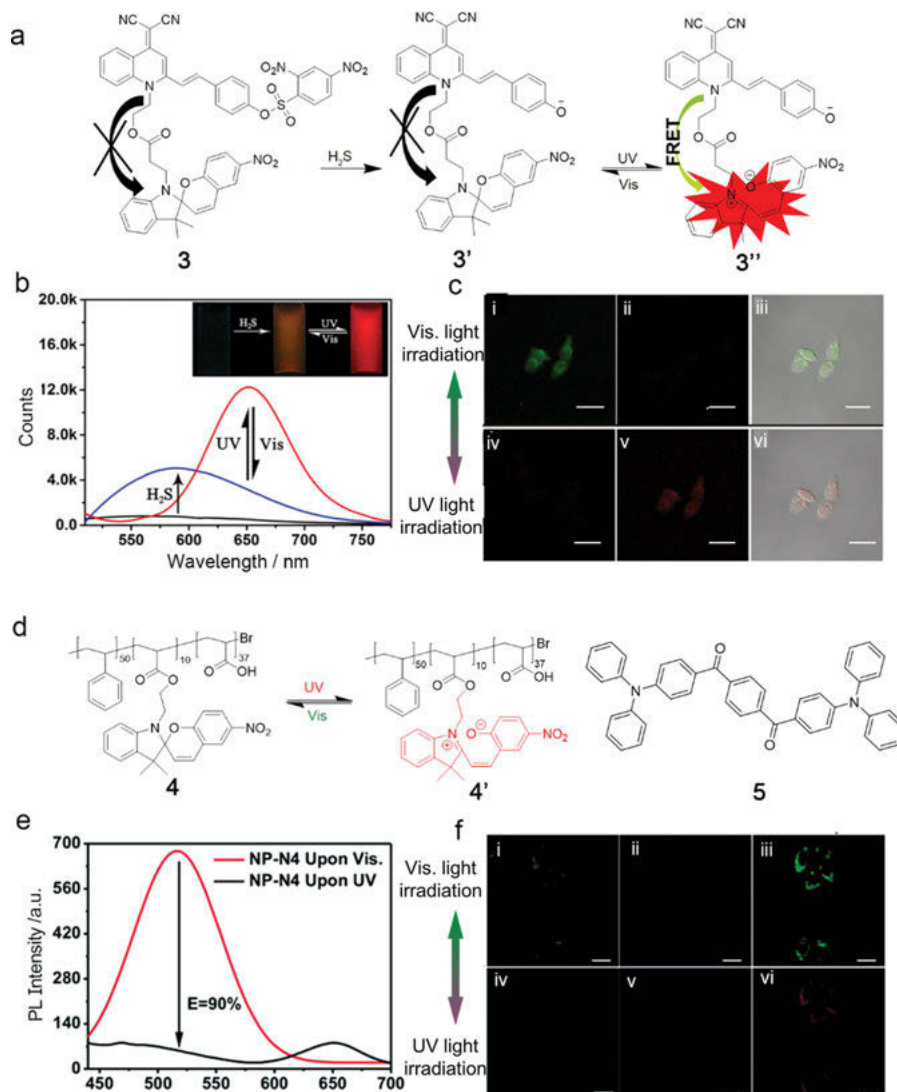 a
CN CN
N
O
O
N O
NO2
O2N
NO2
O
S
O O
3
H2S
CN CN
N
O
O
N O
NO2
O⊖
3'
UV
Vis
CN CN
N
O
O
FRET
N⊕
O⊖
NO2
O⊖
3''
b
20.0k
16.0k
12.0k
8.0k
4.0k
0.0
Counts
550 600 650 700 750
Wavelength / nm
H2S
UV
Vis
H2S
UV
Vis
c
Vis. light
irradiation
UV light
irradiation
i ii iii
iv v vi
d
50 10 37
Br
O O
OH
O
N O
NO2
4
UV
Vis
50 10 37
Br
O O
OH
O
N⊕
O⊖
NO2
4'
N
O
O
N
5
e
700
560
420
280
140
0
PL Intensity /a.u.
NP-N4 Upon Vis.
NP-N4 Upon UV
E=90%
450 500 550 600 650 700
f
Vis. light
irradiation
UV light
irradiation
i ii iii
iv v vi